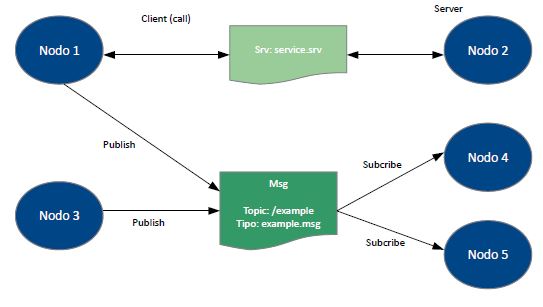 Client (call)
Server
Nodo 1
Srv: service.srv
Nodo 2
Publish
Subcribe
Nodo 4
Msg
Topic: /example
Tipo: example.msg
Nodo 3
Publish
Subcribe
Nodo 5